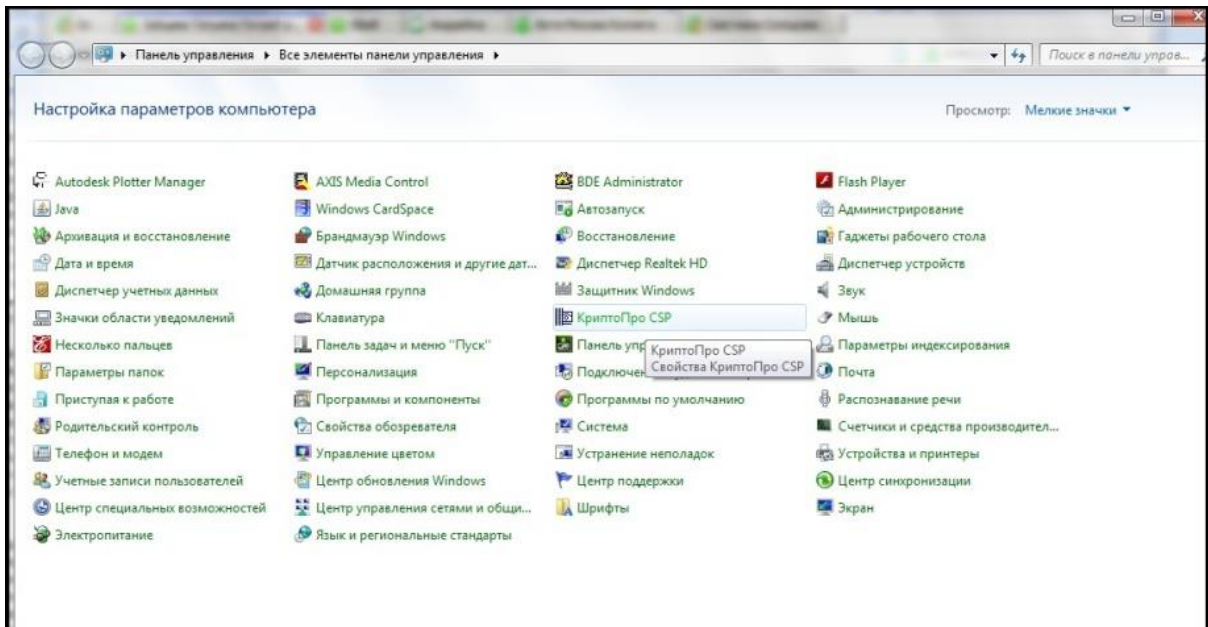 Панель управления ▸ Все элементы панели управления ▸ Поиск в панели управ...
Настройка параметров компьютера Просмотр: Мелкие значки
Autodesk Plotter Manager AXIS Media Control BDE Administrator Flash Player
Java Windows CardSpace Автозапуск Администрирование
Архивация и восстановление Брандмауэр Windows Восстановление Гаджеты рабочего стола
Дата и время Датчик расположения и другие дат... Диспетчер Realtek HD Диспетчер устройств
Диспетчер учетных данных Домашняя группа Защитник Windows Звук
Значки области уведомлений Клавиатура КриптоПро CSP Мышь
Несколько пальцев Панель задач и меню "Пуск" Панель упр КриптоПро CSP Параметры индексирования
Свойства КриптоПро CSP
Параметры папок Персонализация Почта
Приступая к работе Программы и компоненты Программы по умолчанию Распознавание речи
Родительский контроль Свойства обозревателя Система Счетчики и средства производител...
Телефон и модем Управление цветом Устранение неполадок Устройства и принтеры
Учетные записи пользователей Центр обновления Windows Центр поддержки Центр синхронизации
Центр специальных возможностей Центр управления сетями и общи... Шрифты Экран
Электропитание Язык и региональные стандарты